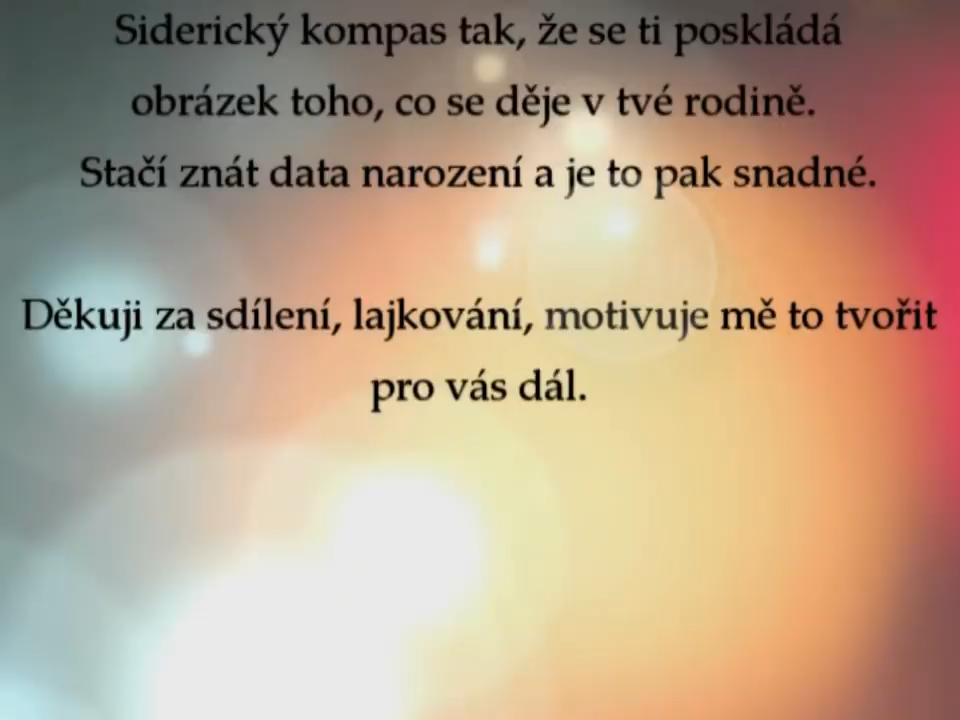 Siderický kompas tak, že se ti poskládá
obrázek toho, co se děje v tvé rodině.
Stačí znát data narození a je to pak snadné.
Děkuji za sdílení, lajkování, motivuje mě to tvořit
pro vás dál.